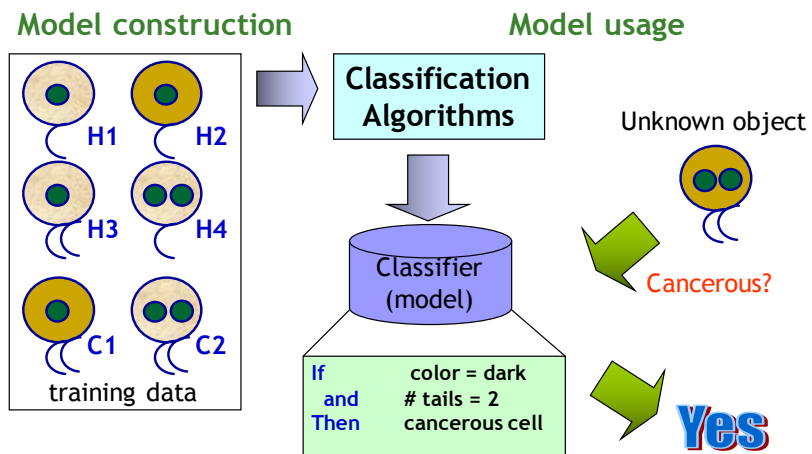 Model construction
Model usage
H1
H2
H3
H4
C1
C2
training data
Classification
Algorithms
Classifier
(model)
If color = dark
and # tails = 2
Then cancerous cell
Unknown object
Cancerous?
Yes